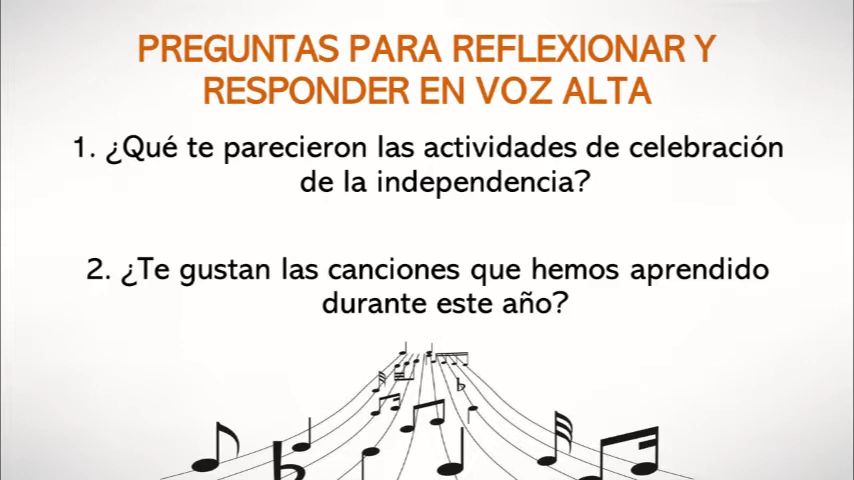 PREGUNTAS PARA REFLEXIONAR Y
RESPONDER EN VOZ ALTA
1. ¿Qué te parecieron las actividades de celebración
de la independencia?
2. ¿Te gustan las canciones que hemos aprendido
durante este año?